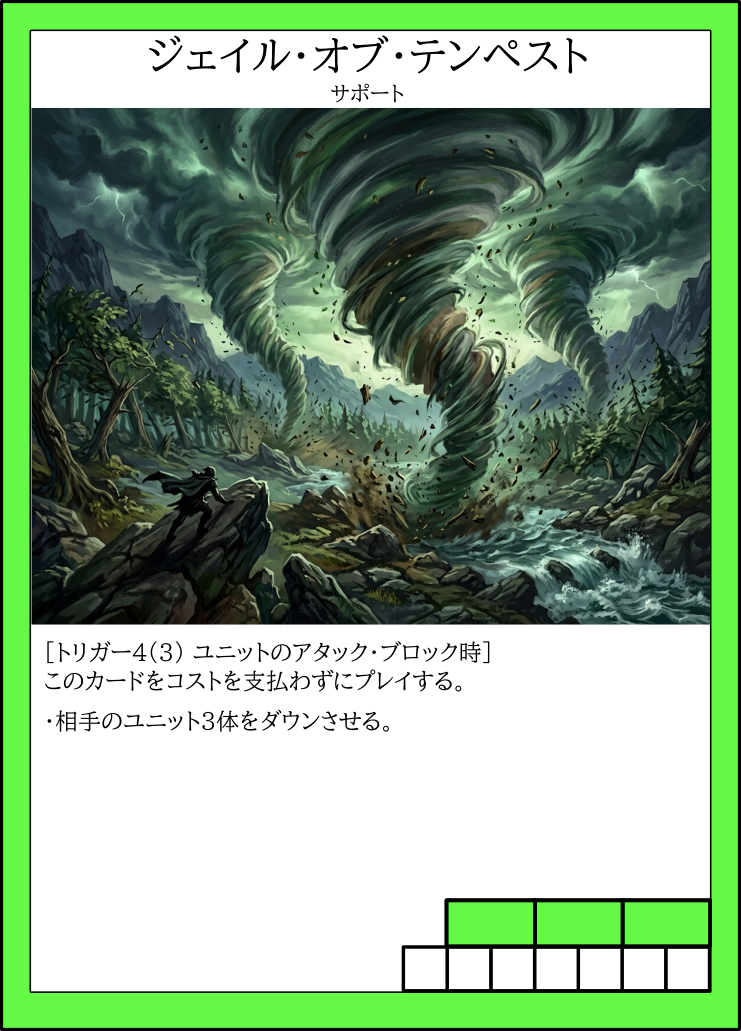 ジェイル・オブ・テンペスト
サポート
［トリガー4（3） ユニットのアタック・ブロック時］
このカードをコストを支払わずにプレイする。
・相手のユニット3体をダウンさせる。